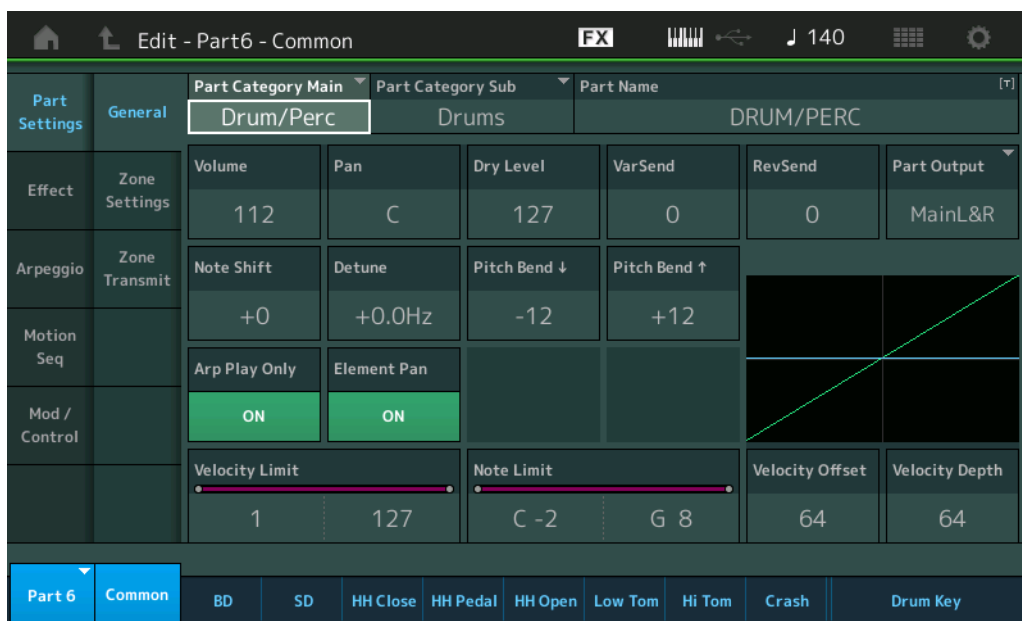 Edit - Part6 - Common
FX
♩ 140
Part Settings
Effect
Arpeggio
Motion Seq
Mod / Control
General
Zone Settings
Zone Transmit
Part Category Main
Drum/Perc
Part Category Sub
Drums
Part Name
[T]
DRUM/PERC
Volume
112
Pan
C
Dry Level
127
VarSend
0
RevSend
0
Part Output
MainL&R
Note Shift
+0
Detune
+0.0Hz
Pitch Bend ↓
-12
Pitch Bend ↑
+12
Arp Play Only
ON
Element Pan
ON
Velocity Limit
1 127
Note Limit
C -2 G 8
Velocity Offset
64
Velocity Depth
64
Part 6
Common
BD
SD
HH Close
HH Pedal
HH Open
Low Tom
Hi Tom
Crash
Drum Key